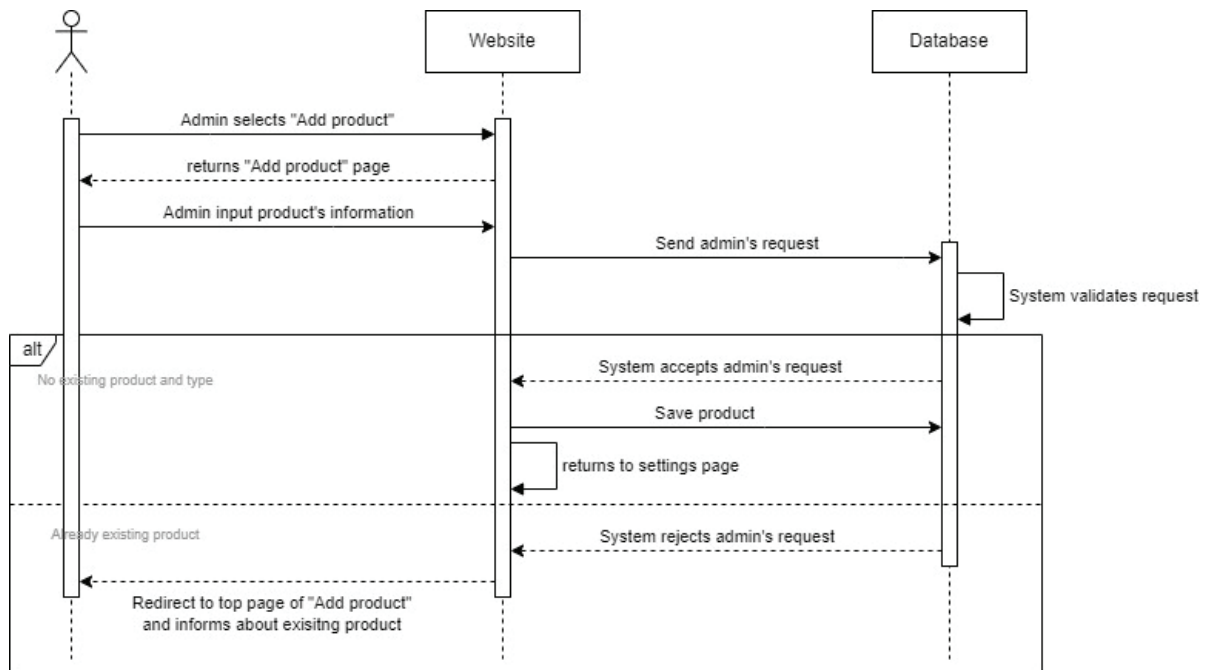 Website
Database
Admin selects "Add product"
returns "Add product" page
Admin input product's information
Send admin's request
System validates request
alt
No existing product and type
System accepts admin's request
Save product
returns to settings page
Already existing product
System rejects admin's request
Redirect to top page of "Add product"
and informs about exisitng product